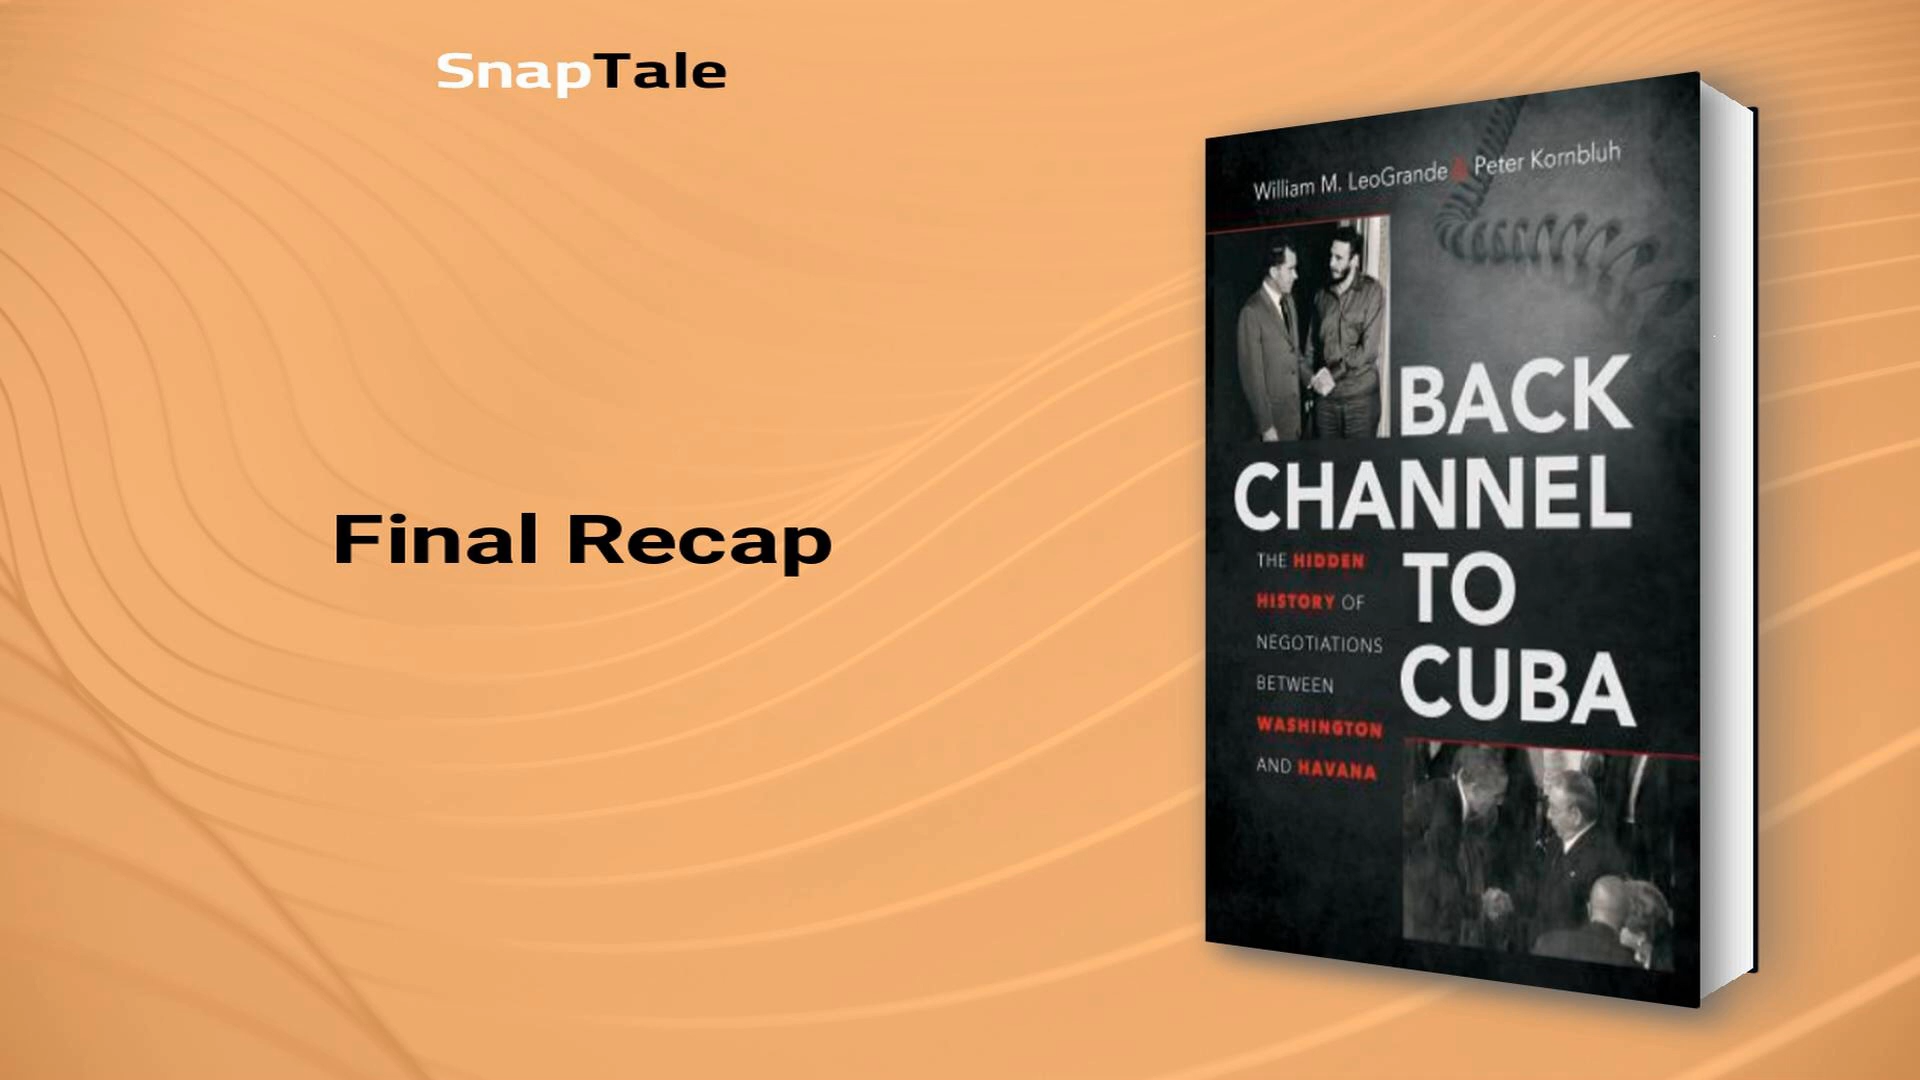 SnapTale
Final Recap
William M. LeoGrande & Peter Kornbluh
BACK
CHANNEL
TO
CUBA
THE HIDDEN
HISTORY OF
NEGOTIATIONS
BETWEEN
WASHINGTON
AND HAVANA